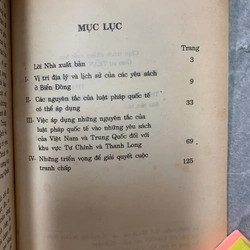 MỤC LỤC
Trang
Lời Nhà xuất bản 3
I- Vị trí địa lý và lịch sử của các yêu sách
ở Biển Đông 9
II- Các nguyên tắc của luật pháp quốc tế
có thể áp dụng 33
III- Việc áp dụng những nguyên tắc của
luật pháp quốc tế vào những yêu sách
của Việt Nam và Trung Quốc đối với
khu vực Tư Chính và Thanh Long 69
IV- Những triển vọng để giải quyết cuộc
tranh chấp 125